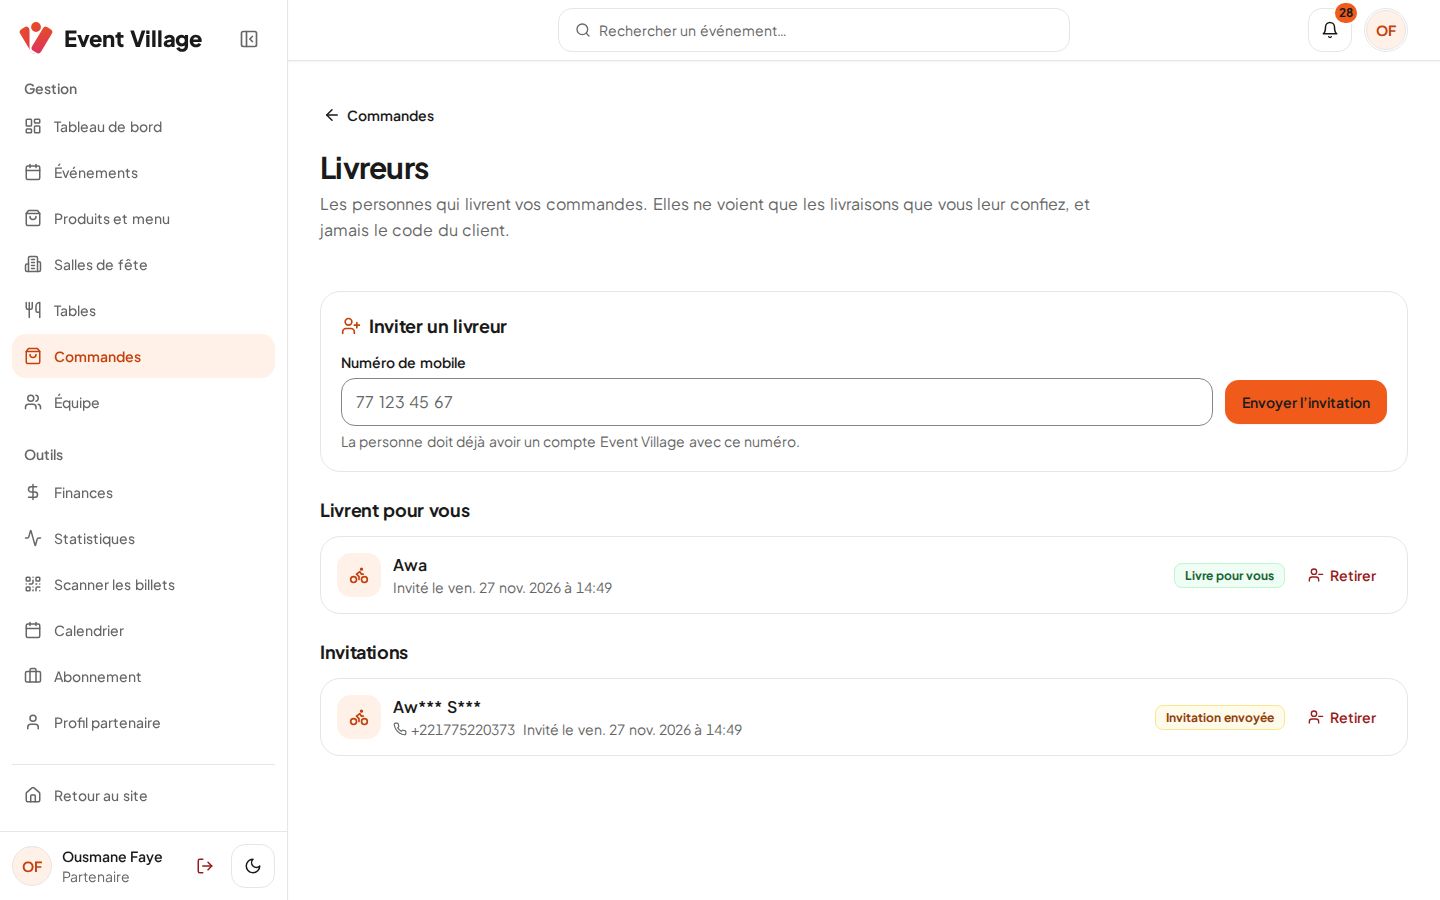 Event Village
Rechercher un événement…
28
OF
Gestion
Tableau de bord
Événements
Produits et menu
Salles de fête
Tables
Commandes
Équipe
Outils
Finances
Statistiques
Scanner les billets
Calendrier
Abonnement
Profil partenaire
Retour au site
OF
Ousmane Faye
Partenaire
Commandes
Livreurs
Les personnes qui livrent vos commandes. Elles ne voient que les livraisons que vous leur confiez, et
jamais le code du client.
Inviter un livreur
Numéro de mobile
77 123 45 67
Envoyer l'invitation
La personne doit déjà avoir un compte Event Village avec ce numéro.
Livrent pour vous
Awa
Invité le ven. 27 nov. 2026 à 14:49
Livre pour vous
Retirer
Invitations
Aw*** S***
+221775220373 Invité le ven. 27 nov. 2026 à 14:49
Invitation envoyée
Retirer